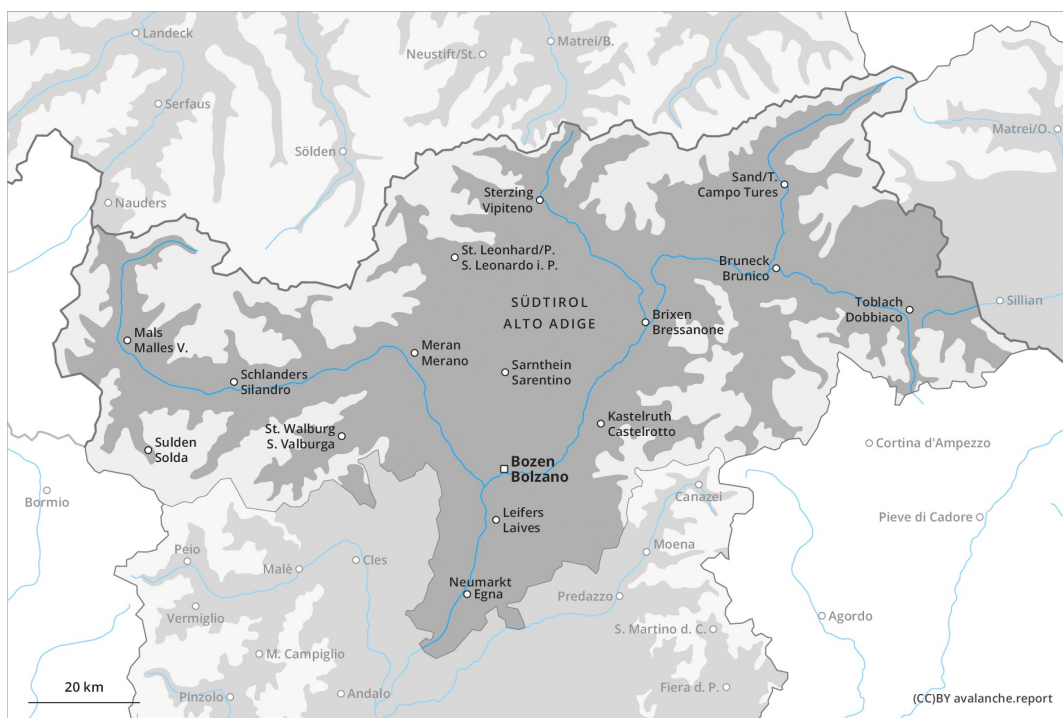 Landeck
Matrei/B.
Neustift/St.
Serfaus
Matrei/O.
Sölden
Sand/T.
Campo Tures
Sterzing
Vipiteno
Nauders
St. Leonhard/P.
S. Leonardo i. P.
Bruneck
Brunico
SÜDTIROL
ALTO ADIGE
Sillian
Toblach
Dobbiaco
Brixen
Bressanone
Mals
Malles V.
Meran
Merano
Sarnthein
Sarentino
Schlanders
Silandro
Kastelruth
Castelrotto
St. Walburg
S. Valburga
Sulden
Solda
Cortina d'Ampezzo
Bozen
Bolzano
Bormio
Canazei
Leifers
Laives
Pieve di Cadore
Peio
Moena
Cles
Malè
Neumarkt
Egna
Predazzo
Vermiglio
Agordo
S. Martino d. C.
M. Campiglio
20 km
Pinzolo
Andalo
Fiera d. P.
(CC)BY avalanche.report